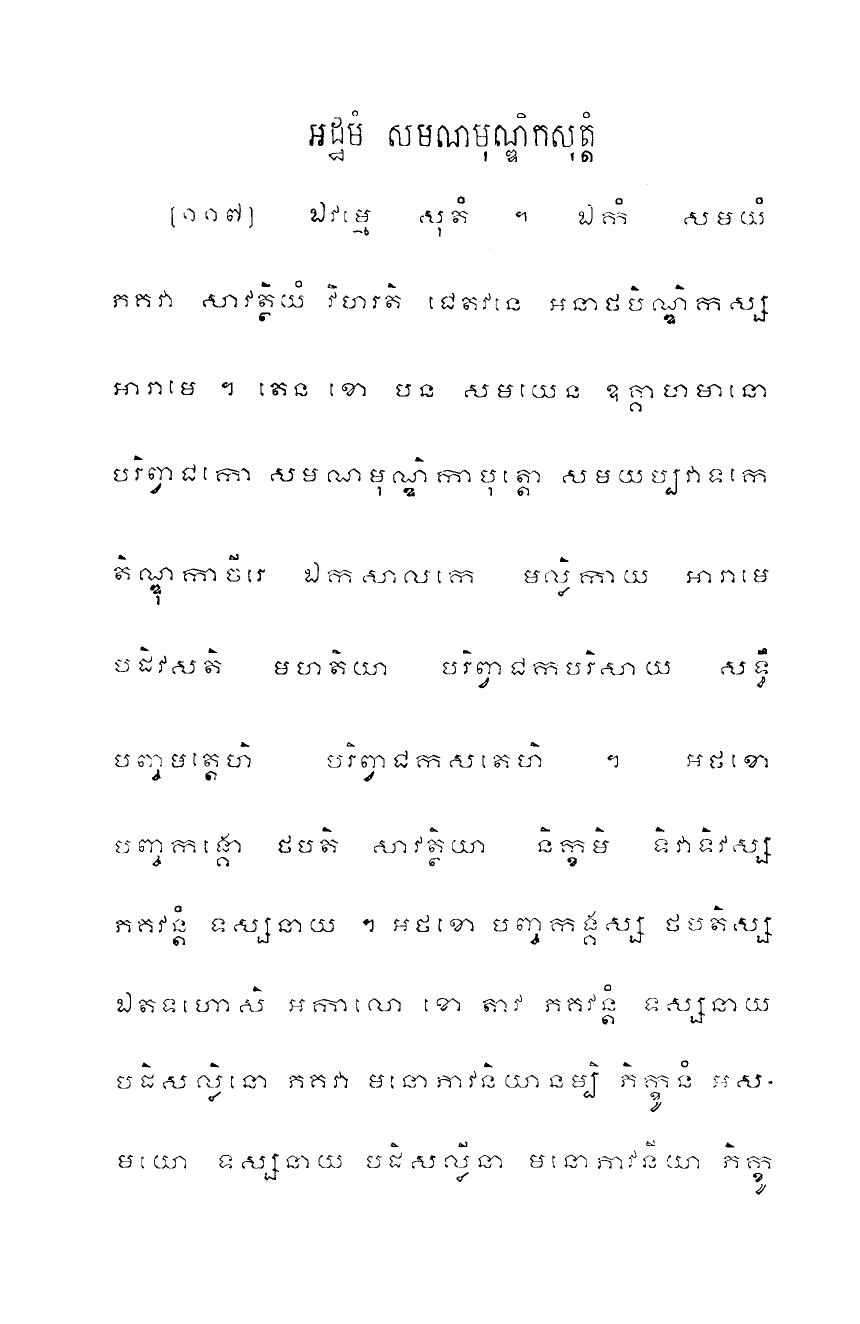 អដ្ឋមំ សមណមុណ្ឌិកសុត្តំ
[១១៧] ឯវម្មេ សុតំ ។ ឯកំ សមយំ
ភគវា សាវត្ថិយំ វិហរតិ ជេតវនេ អនាថបិណ្ឌិកស្ស
អារាមេ ។ តេន ខោ បន សមយេន ឧគ្គាហមានោ
បរិព្វាជកោ សមណមុណ្ឌិកាបុត្តោ សមយប្បវាទកេ
តិណ្ឌុកាចីរេ ឯកសាលកេ មល្លិកាយ អារាមេ
បដិវសតិ មហតិយា បរិព្វាជកបរិសាយ សទ្ធឹ
បញ្ចមត្តេហិ បរិព្វាជកសតេហិ ។ អថខោ
បញ្ចកង្គោ ថបតិ សាវត្ថិយា និក្ខមិ ទិវាទិវស្ស
ភគវន្តំ ទស្សនាយ ។ អថខោ បញ្ចកង្គស្ស ថបតិស្ស
ឯតទហោសិ អកាលោ ខោ តាវ ភគវន្តំ ទស្សនាយ
បដិសល្លិនោ ភគវា មនោភាវនិយានម្បិ ភិក្ខូនំ អស-
មយោ ទស្សនាយ បដិសល្លីនា មនោភាវនីយា ភិក្ខូ